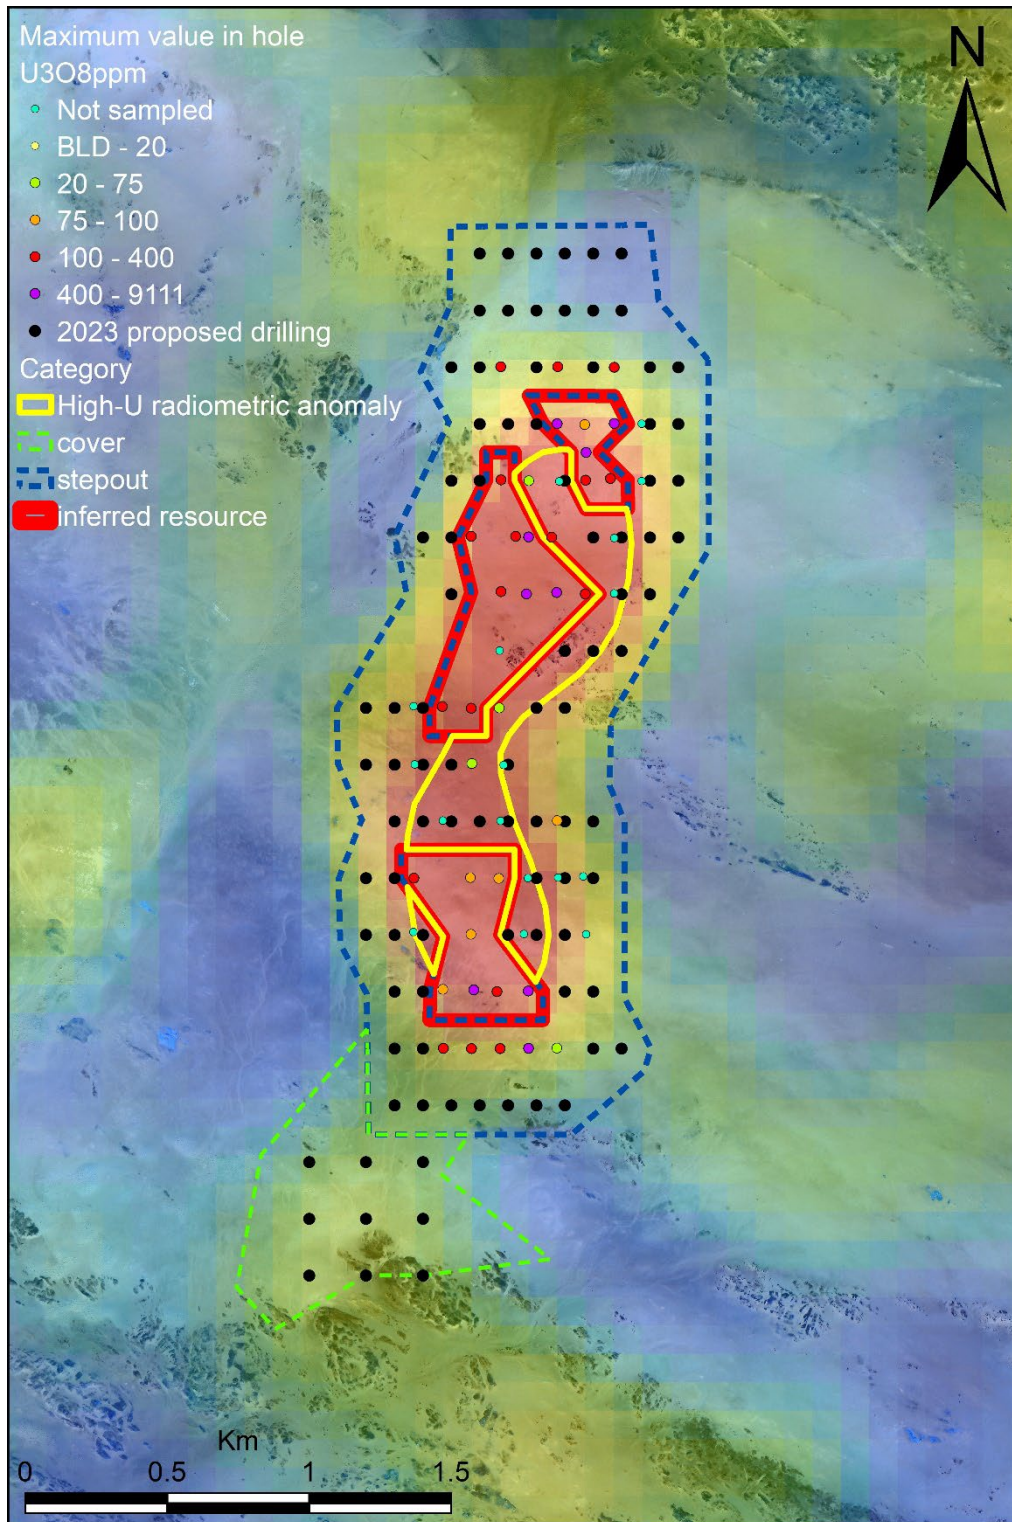 Maximum value in hole
U3O8ppm
Not sampled
BLD - 20
20 - 75
75 - 100
100 - 400
400 - 9111
2023 proposed drilling
Category
High-U radiometric anomaly
cover
stepout
inferred resource
N
Km
0 0.5 1 1.5